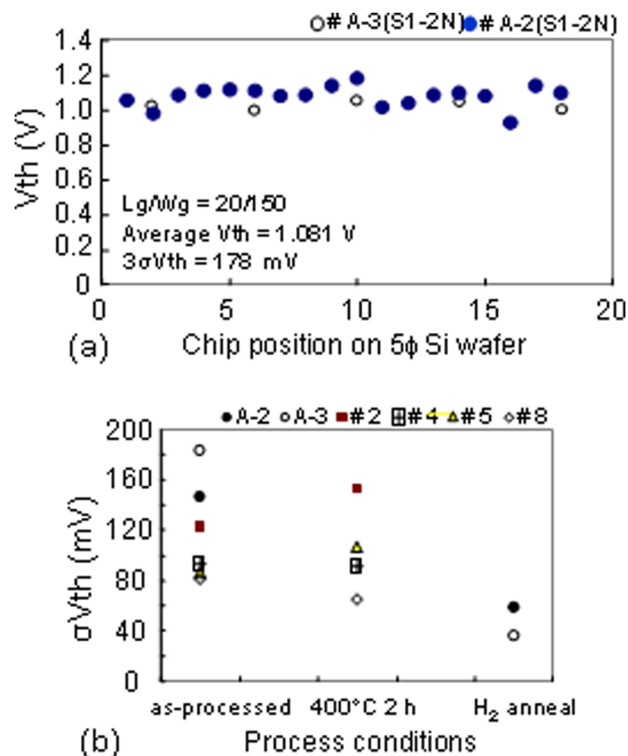 # A-3(S1-2N) # A-2(S1-2N)
1.4
1.2
1.0
0.8
0.6
0.4
0.2
0
Vth (V)
Lg/Wg = 20/150
Average Vth = 1.081 V
3σVth = 178 mV
0 5 10 15 20
(a) Chip position on 5ϕ Si wafer
A-2 A-3 #2 #4 #5 #8
200
160
120
80
40
0
σVth (mV)
as-processed 400°C 2 h H₂ anneal
(b) Process conditions